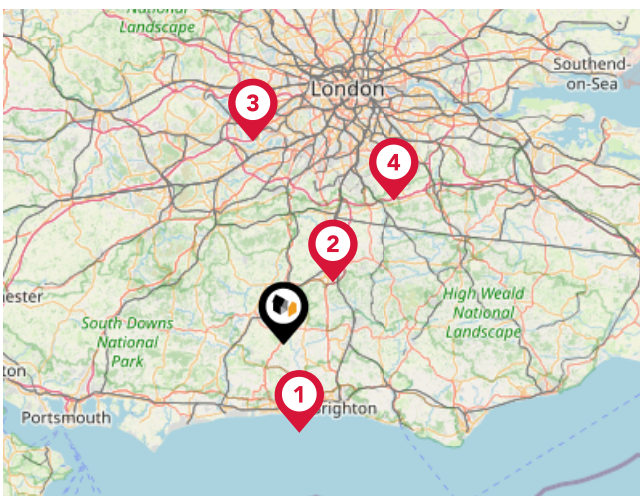 Landscape
London
Southend-
on-Sea
3
4
2
High Weald
National
Landscape
South Downs
National
Park
1
Brighton
Portsmouth